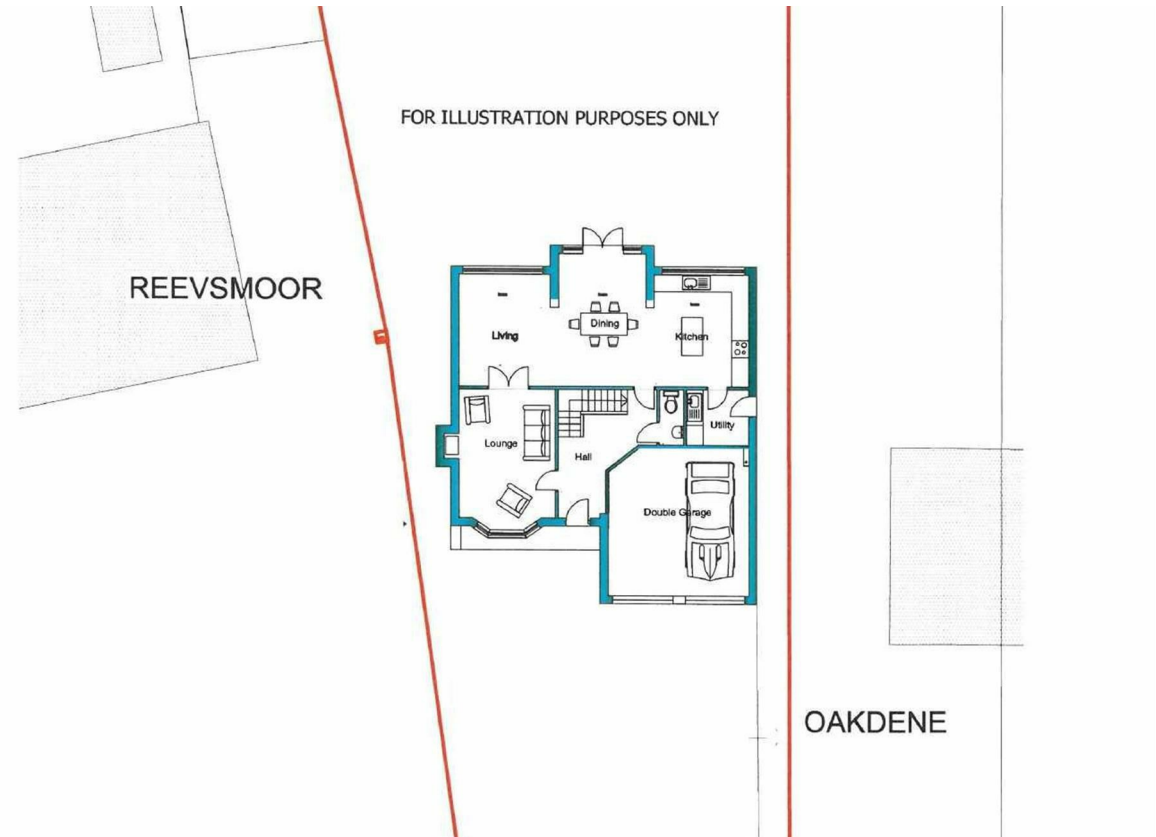 FOR ILLUSTRATION PURPOSES ONLY
REEVSMOOR
Dining
Living
Kitchen
Utility
Lounge
Hall
Double Garage
OAKDENE